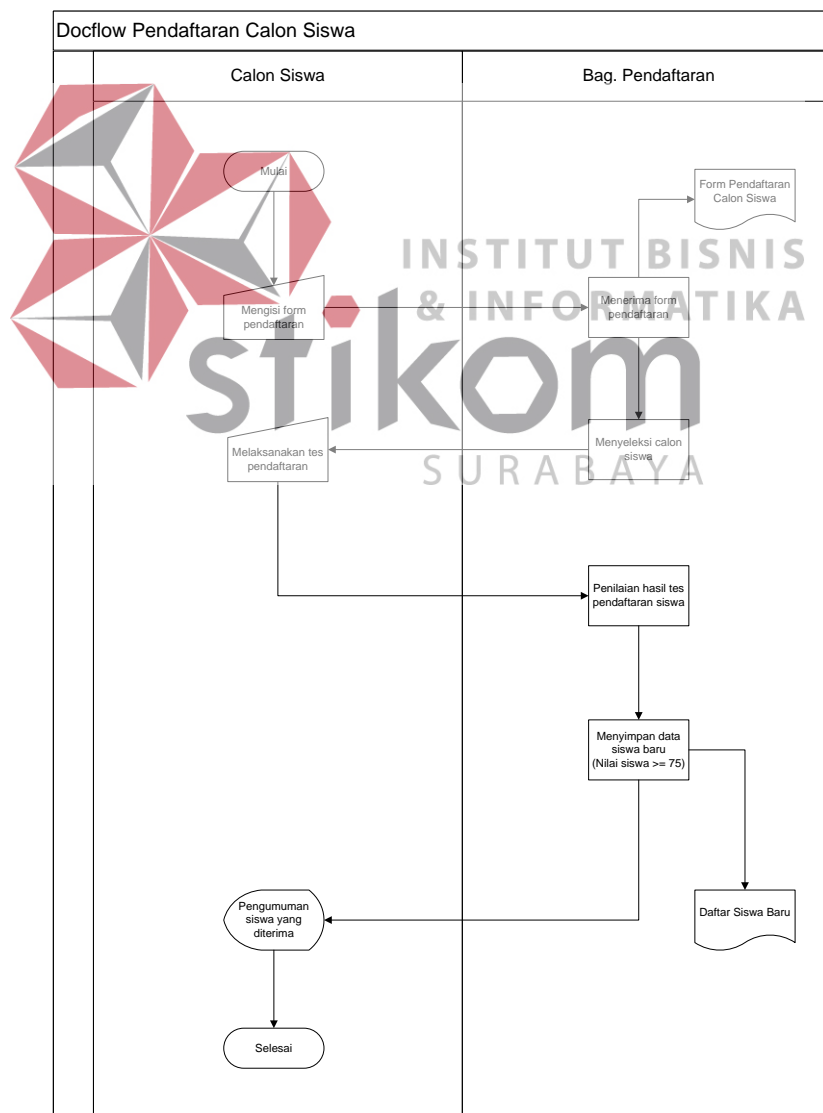 Docflow Pendaftaran Calon Siswa
Calon Siswa
Bag. Pendaftaran
Mulai
Form Pendaftaran
Calon Siswa
INSTITUT BISNIS
& INFORMATIKA
Mengisi form
pendaftaran
Menerima form
pendaftaran
stikom
Melaksanakan tes
pendaftaran
Menyeleksi calon
siswa
SURABAYA
Penilaian hasil tes
pendaftaran siswa
Menyimpan data
siswa baru
(Nilai siswa >= 75)
Pengumuman
siswa yang
diterima
Daftar Siswa Baru
Selesai